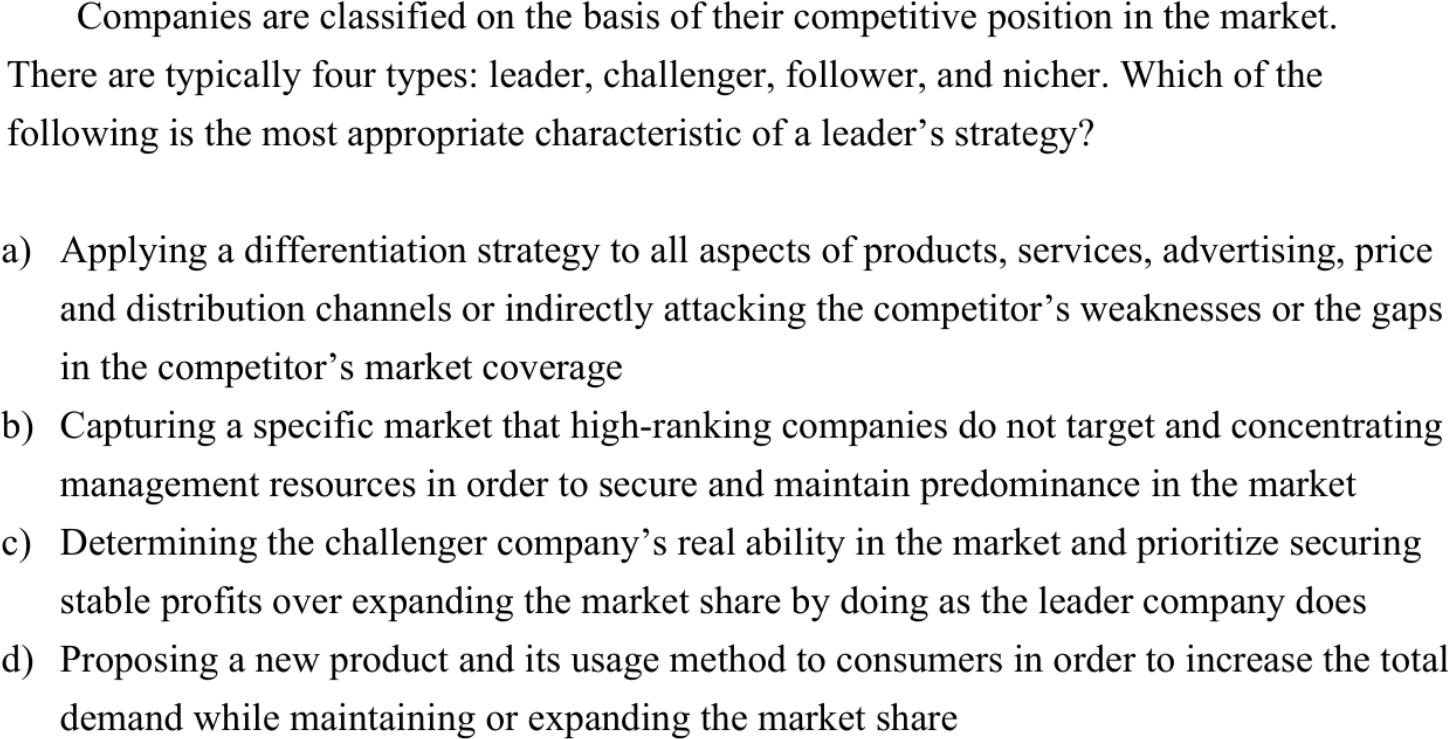 Companies are classified on the basis of their competitive position in the market.
There are typically four types: leader, challenger, follower, and nicher. Which of the
following is the most appropriate characteristic of a leader’s strategy?
a) Applying a differentiation strategy to all aspects of products, services, advertising, price
and distribution channels or indirectly attacking the competitor’s weaknesses or the gaps
in the competitor’s market coverage
b) Capturing a specific market that high-ranking companies do not target and concentrating
management resources in order to secure and maintain predominance in the market
c) Determining the challenger company’s real ability in the market and prioritize securing
stable profits over expanding the market share by doing as the leader company does
d) Proposing a new product and its usage method to consumers in order to increase the total
demand while maintaining or expanding the market share